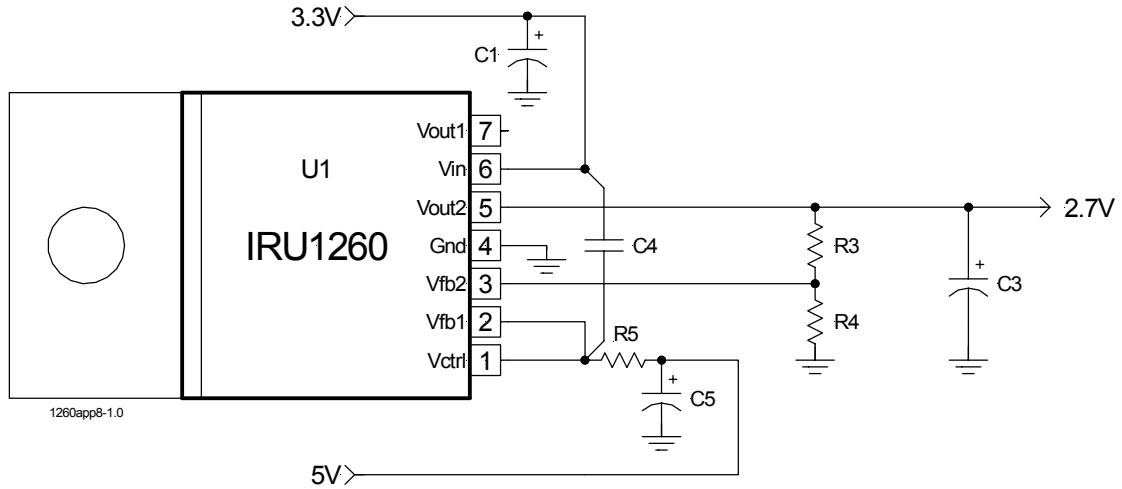 3.3V
+
C1
Vout1 7
U1
Vin 6
Vout2 5
2.7V
R3
IRU1260
Gnd 4
C4
Vfb2 3
+
C3
Vfb1 2
R4
R5
Vctrl 1
+
C5
1260app8-1.0
5V